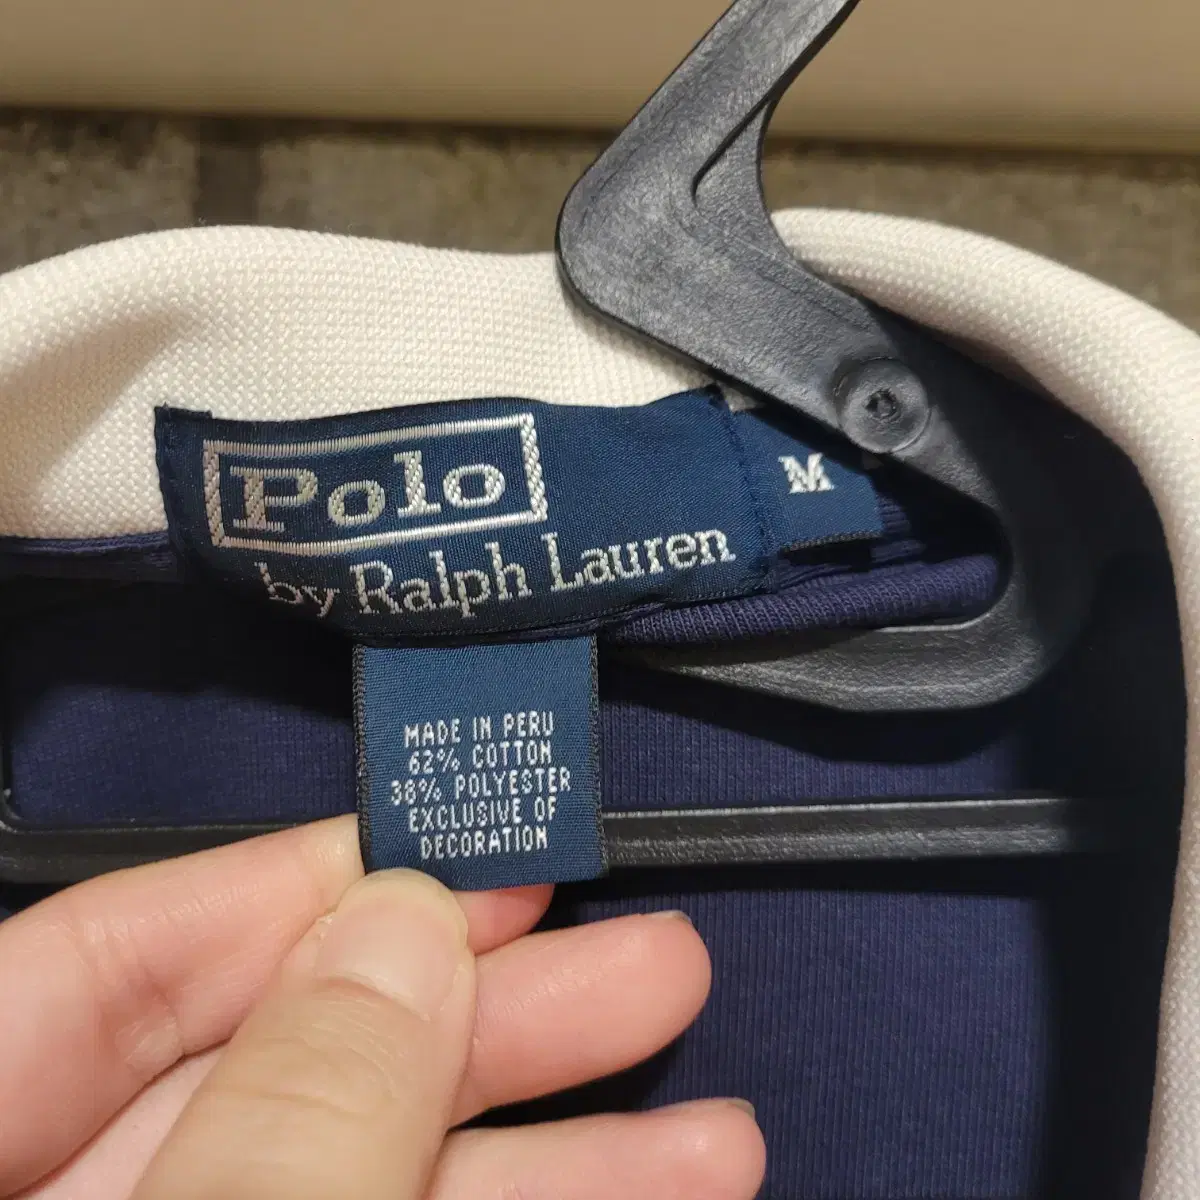 Polo
by Ralph Lauren
M
MADE IN PERU
62% COTTON
38% POLYESTER
EXCLUSIVE OF
DECORATION